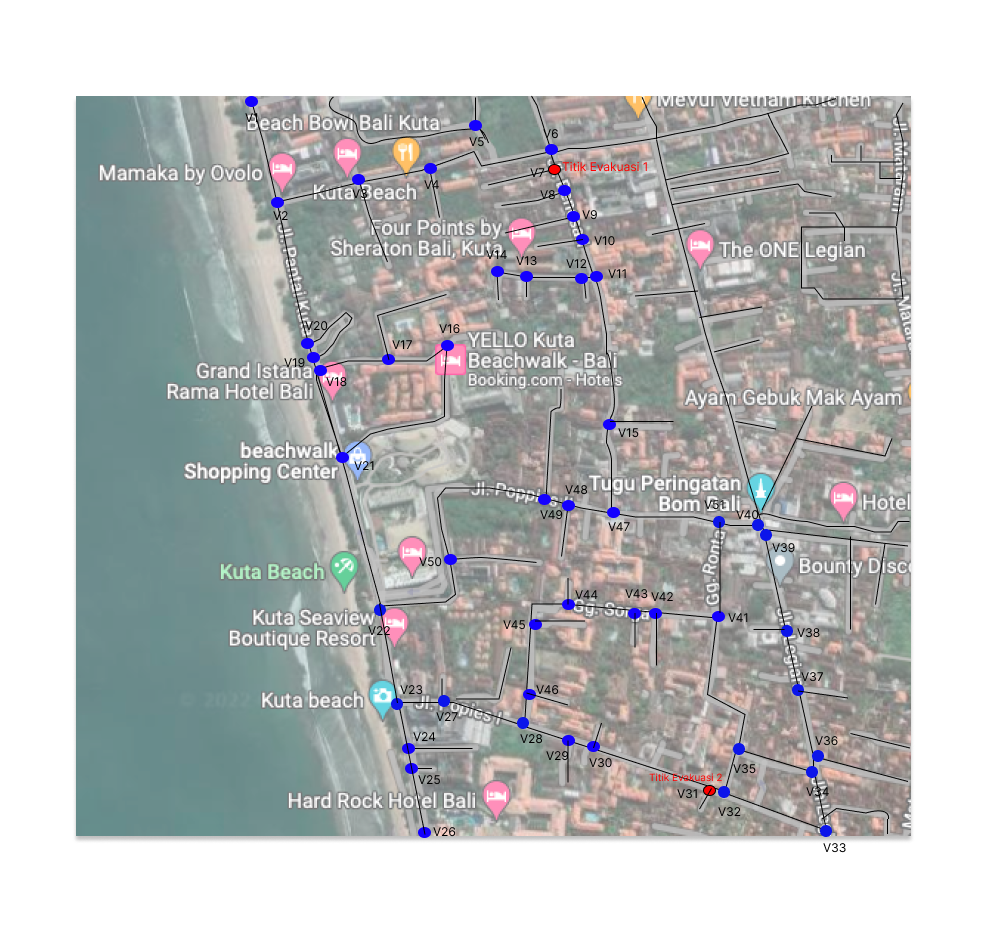 Mevui Vietnam Kitchen
V1
Beach Bowl Bali Kuta
V5
V6
Jl. Mataram
Mamaka by Ovolo
V7
Titik Evakuasi 1
V4
Kuta Beach
V3
V8
V2
V9
Four Points by
Sheraton Bali, Kuta
V10
The ONE Legian
V14
V13
V12
V11
Jl. Pantai Kuta
V20
V16
YELLO Kuta
Beachwalk - Bali
Booking.com - Hotels
V17
V19
Grand Istana
Rama Hotel Bali
V18
Ayam Gebuk Mak Ayam
V15
beachwalk
Shopping Center
V21
Jl. Poppies II
V48
V49
Tugu Peringatan
Bom Bali
V47
V51
V40
Hotel
V39
V50
Kuta Beach
Gg. Ronta
Bounty Disco
V44
V43
V42
V41
Kuta Seaview
Boutique Resort
V22
V45
V38
Jl. Legian
V46
V37
Kuta beach
V23
V27
Jl. Popies I
V28
V24
V29
V30
V36
V35
V25
Titik Evakuasi 2
V31
V34
V32
Hard Rock Hotel Bali
V26
V33